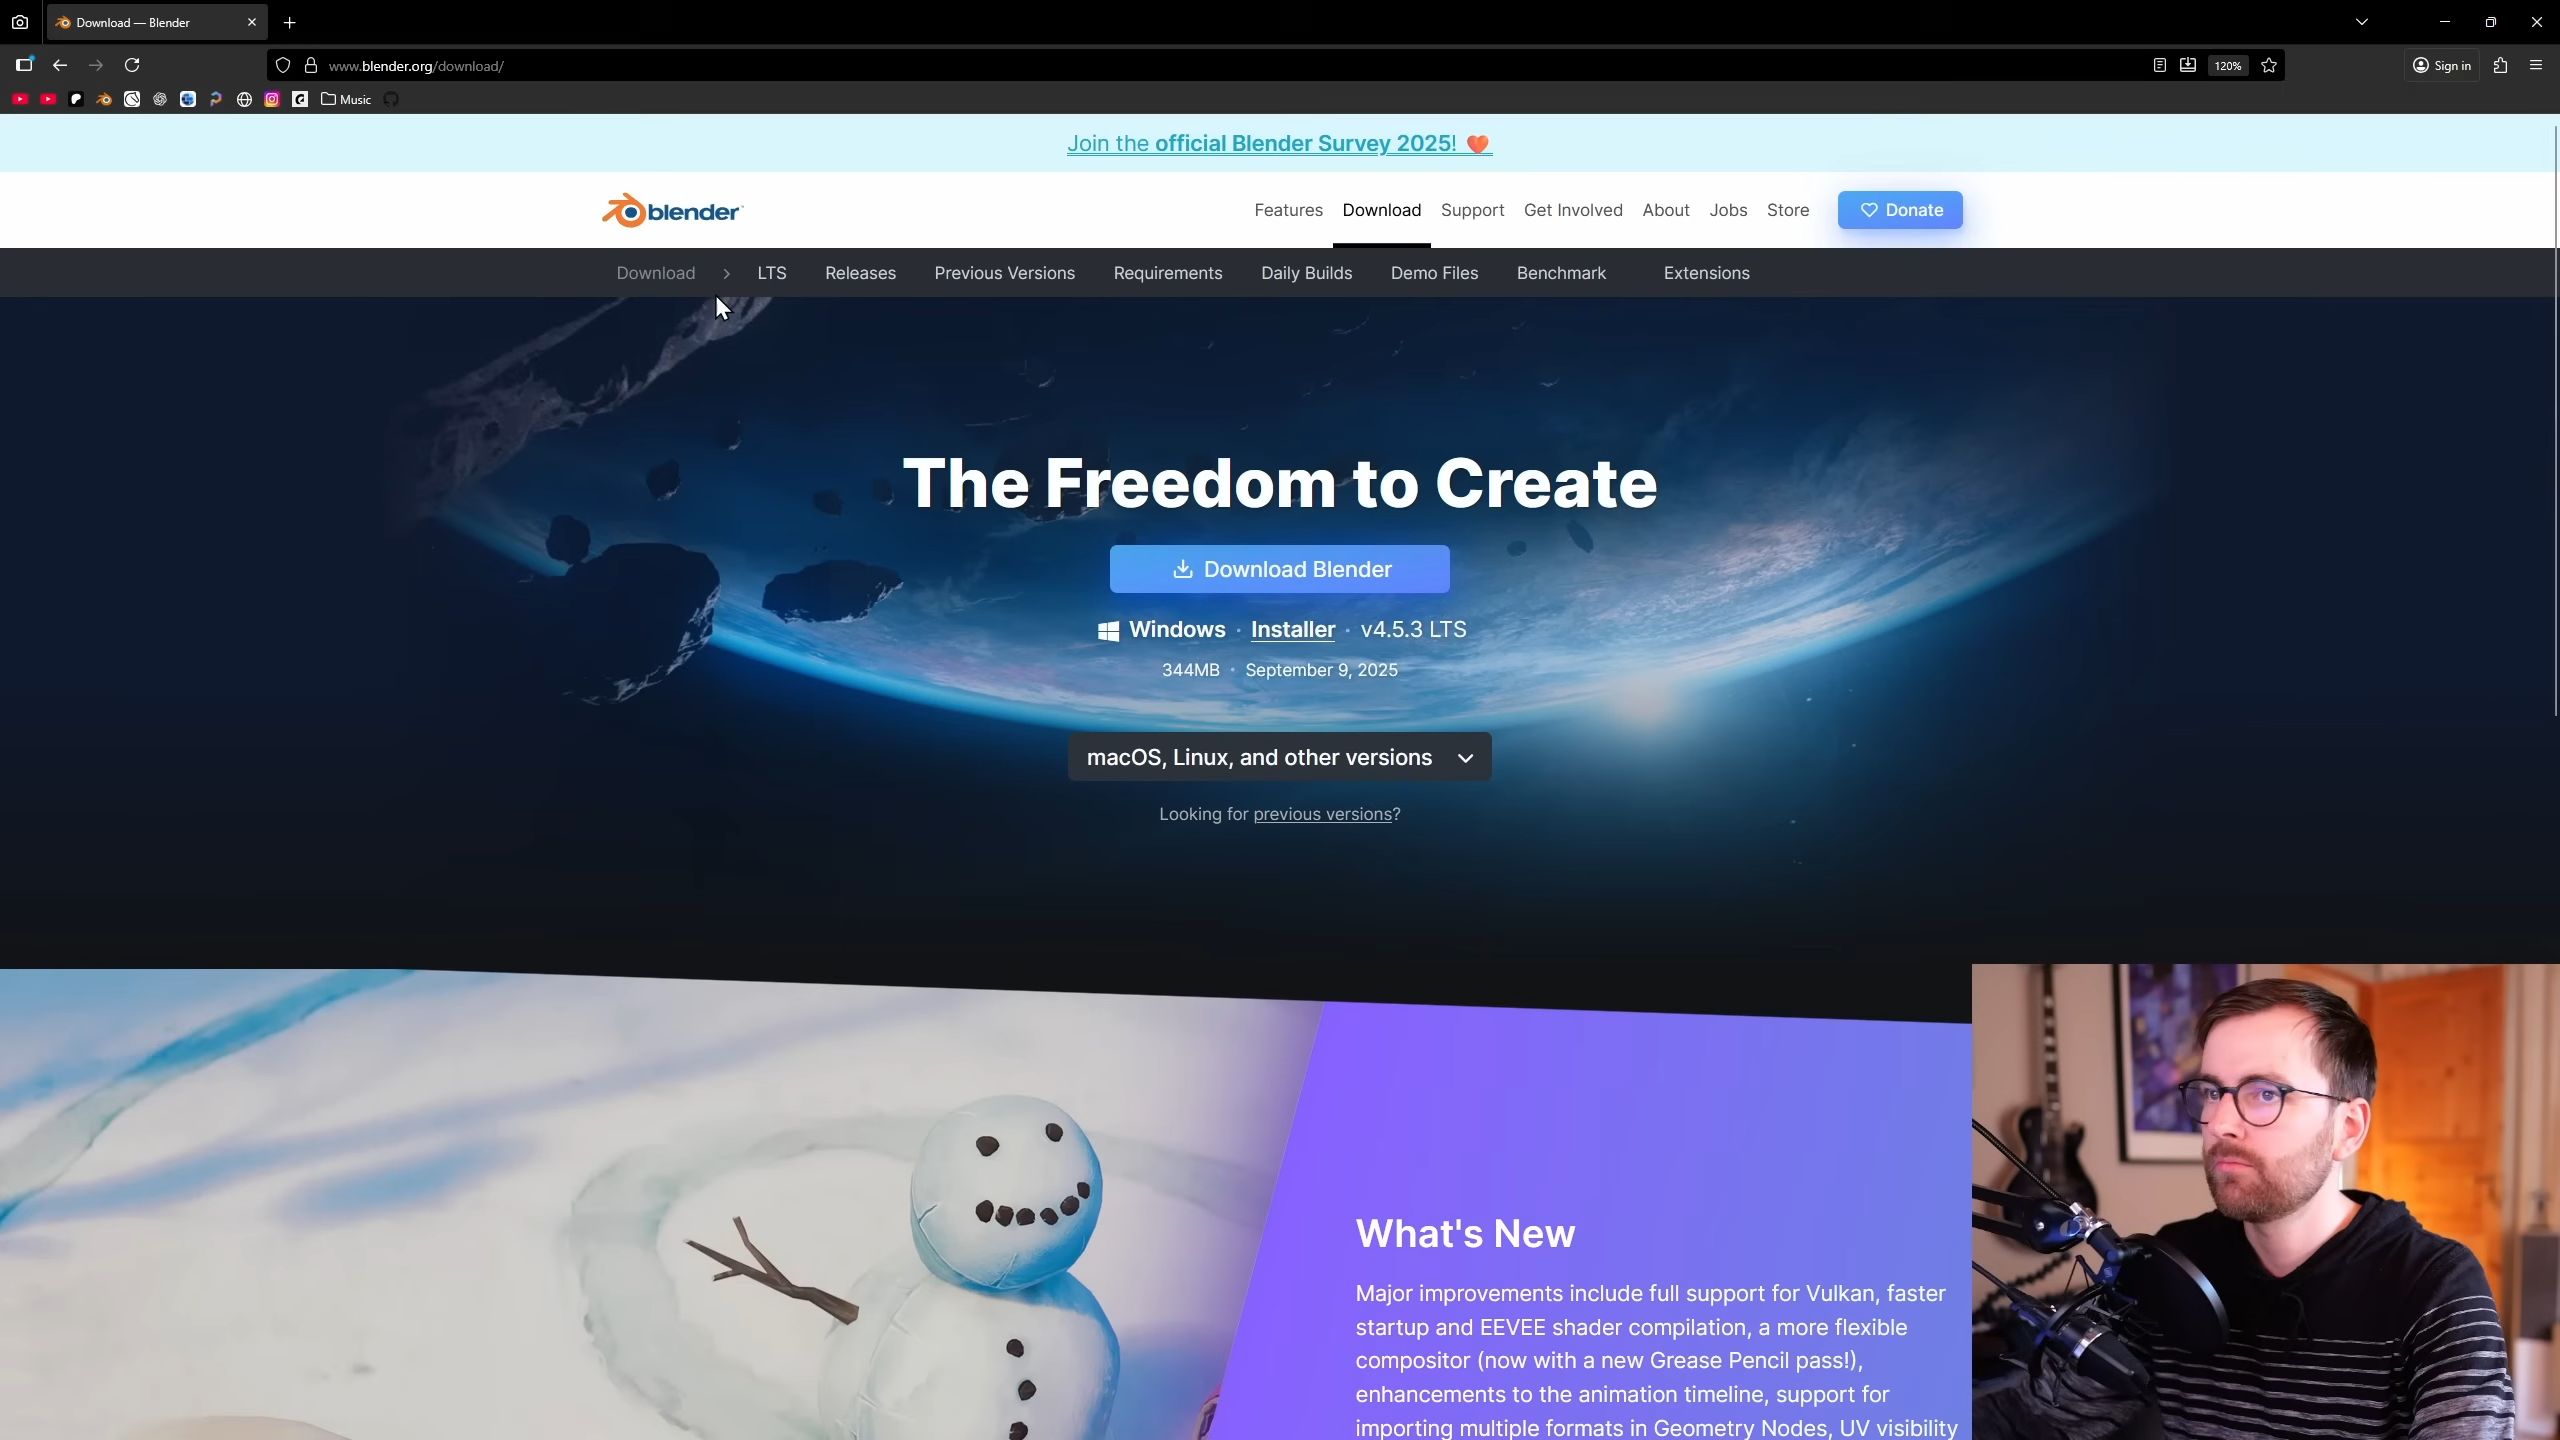 Download — Blender
www.blender.org/download/
120%
Sign in
Music
Join the official Blender Survey 2025!
blender
Features
Download
Support
Get Involved
About
Jobs
Store
Donate
Download
LTS
Releases
Previous Versions
Requirements
Daily Builds
Demo Files
Benchmark
Extensions
The Freedom to Create
Download Blender
Windows · Installer · v4.5.3 LTS
344MB · September 9, 2025
macOS, Linux, and other versions
Looking for previous versions?
What's New
Major improvements include full support for Vulkan, faster
startup and EEVEE shader compilation, a more flexible
compositor (now with a new Grease Pencil pass!),
enhancements to the animation timeline, support for
importing multiple formats in Geometry Nodes, UV visibility